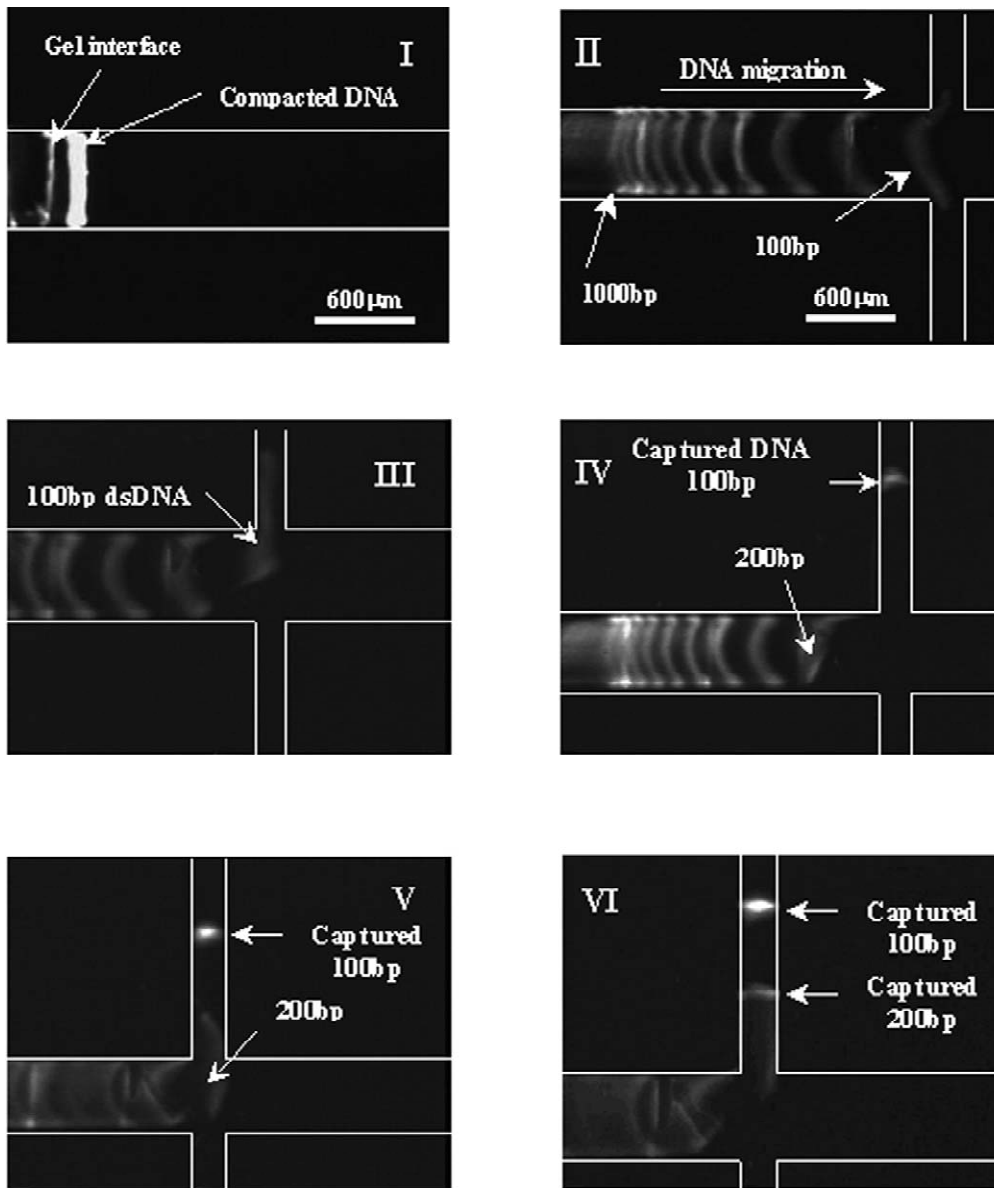 I
Gel interface
Compacted DNA
600µm
II
DNA migration
100bp
1000bp
600µm
III
100bp dsDNA
IV
Captured DNA
100bp
200bp
V
Captured
100bp
200bp
VI
Captured
100bp
Captured
200bp